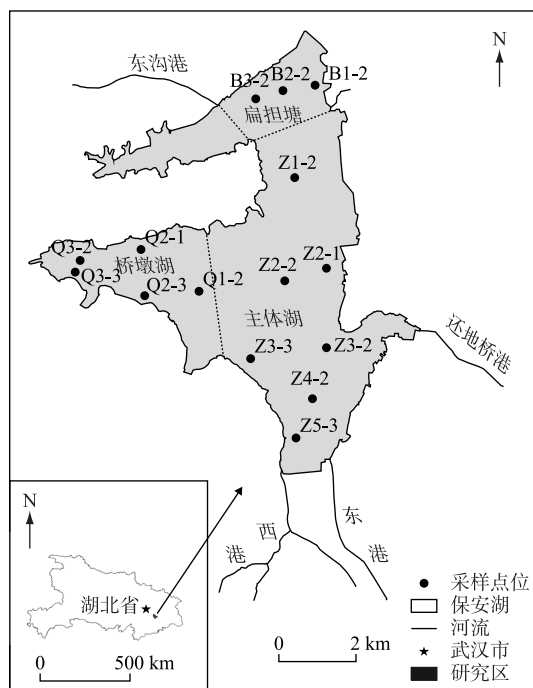 N
东沟港
B3-2 B2-2 B1-2
扁担塘
Z1-2
Q3-2 Q2-1
Q3-3 桥墩湖
Q2-3 Q1-2
Z2-2 Z2-1
主体湖
Z3-3 Z3-2
还地桥港
Z4-2
Z5-3
西港
东港
N
湖北省
0 500 km
0 2 km
采样点位
保安湖
河流
武汉市
研究区